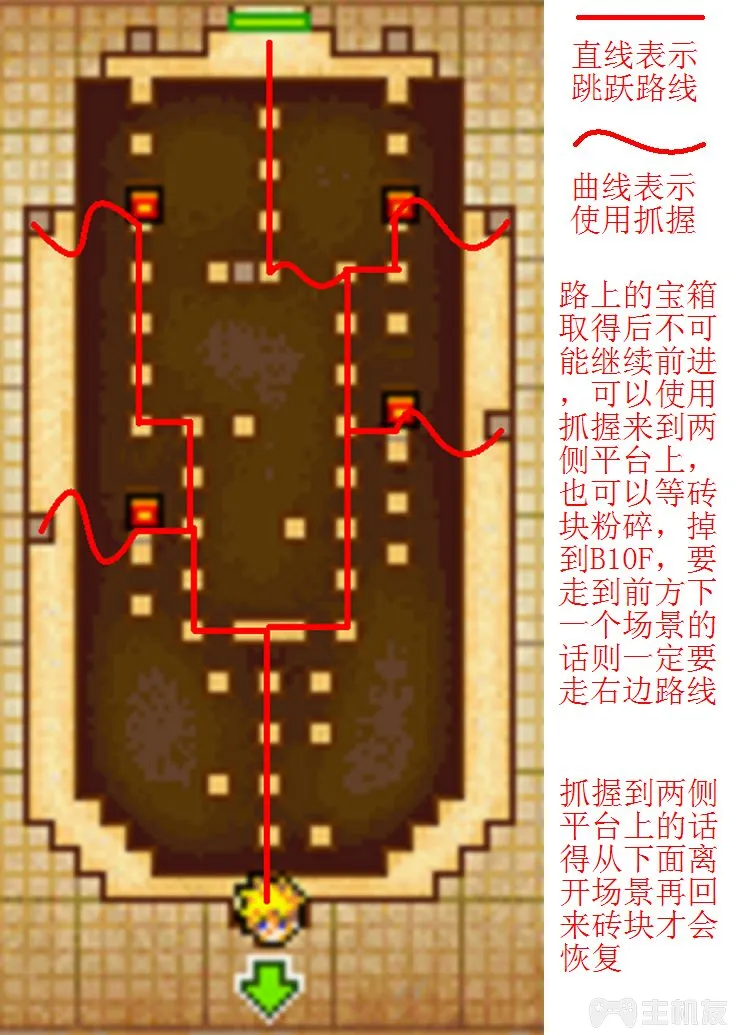 直线表示
跳跃路线
曲线表示
使用抓握
路上的宝箱
取得后不可
能继续前进
，可以使用
抓握来到两
侧平台上，
也可以等砖
块粉碎，掉
到B10F，要
走到前方下
一个场景的
话则一定要
走右边路线
抓握到两侧
平台上的话
得从下面离
开场景再回
来砖块才会
恢复
主机友